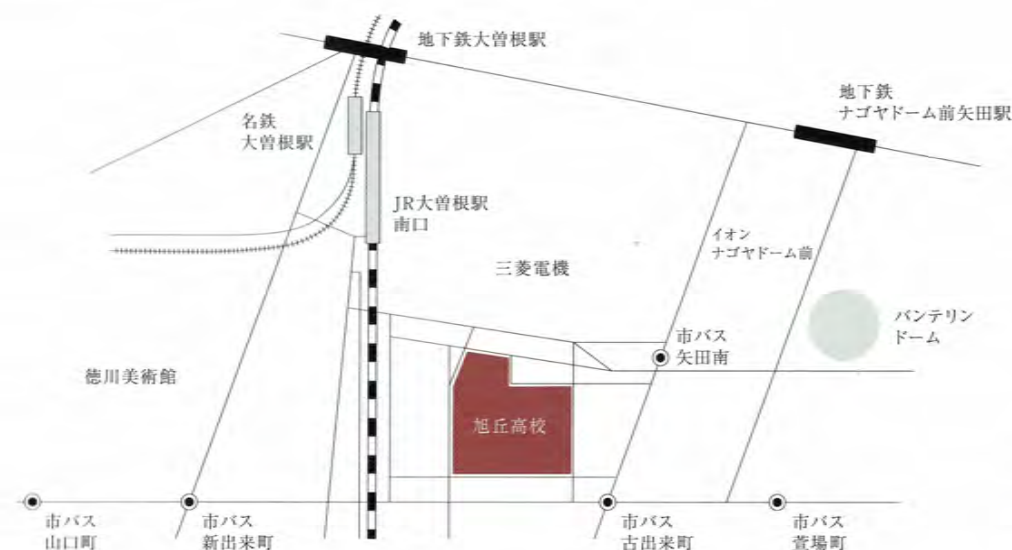 地下鉄大曽根駅
地下鉄
ナゴヤドーム前矢田駅
名鉄
大曽根駅
JR大曽根駅
南口
イオン
ナゴヤドーム前
三菱電機
バンテリン
ドーム
市バス
矢田南
徳川美術館
旭丘高校
市バス
山口町
市バス
新出来町
市バス
古出来町
市バス
萱場町